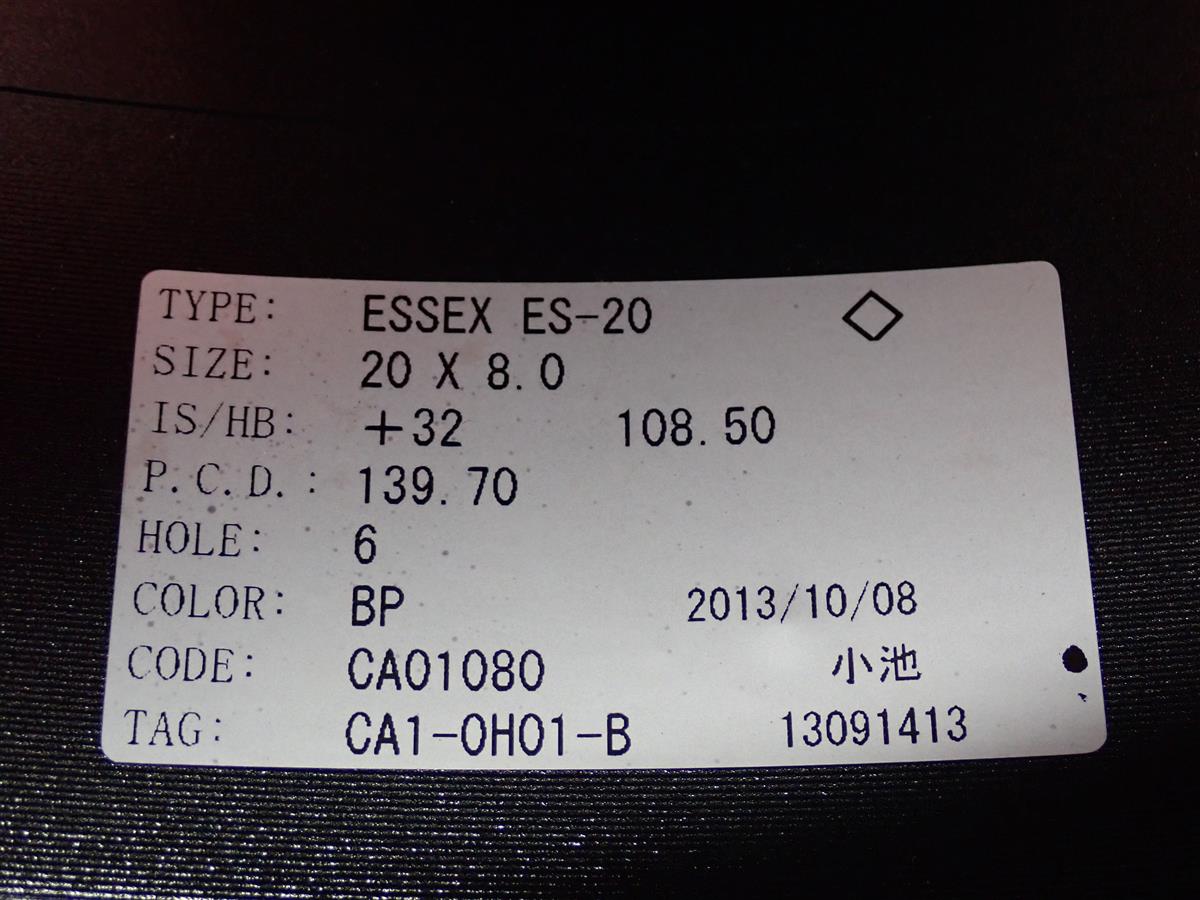 TYPE: ESSEX ES-20 ◇
SIZE: 20 X 8.0
IS/HB: +32 108.50
P.C.D.: 139.70
HOLE: 6
COLOR: BP 2013/10/08
CODE: CA01080 小池
TAG: CA1-OH01-B 13091413